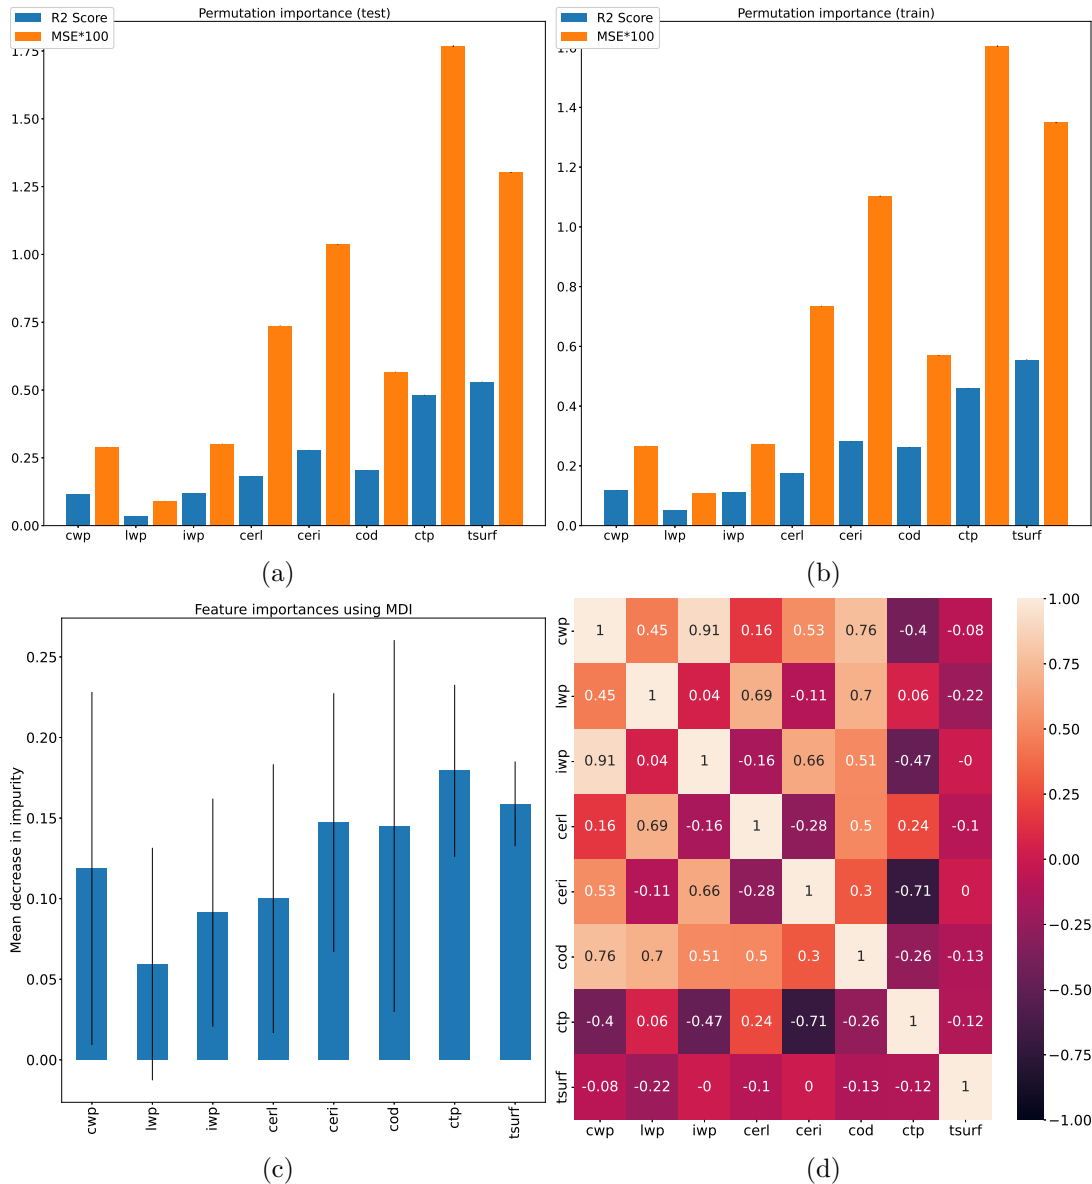 Permutation importance (test)
R2 Score
MSE*100
1.75
1.50
1.25
1.00
0.75
0.50
0.25
0.00
cwp lwp iwp cerl ceri cod ctp tsurf
(a)
Permutation importance (train)
R2 Score
MSE*100
1.4
1.2
1.0
0.8
0.6
0.4
0.2
0.0
cwp lwp iwp cerl ceri cod ctp tsurf
(b)
Feature importances using MDI
Mean decrease in impurity
0.25
0.20
0.15
0.10
0.05
0.00
cwp lwp iwp cerl ceri cod ctp tsurf
(c)
cwp 1 0.45 0.91 0.16 0.53 0.76 -0.4 -0.08
lwp 0.45 1 0.04 0.69 -0.11 0.7 0.06 -0.22
iwp 0.91 0.04 1 -0.16 0.66 0.51 -0.47 -0
cerl 0.16 0.69 -0.16 1 -0.28 0.5 0.24 -0.1
ceri 0.53 -0.11 0.66 -0.28 1 0.3 -0.71 0
cod 0.76 0.7 0.51 0.5 0.3 1 -0.26 -0.13
ctp -0.4 0.06 -0.47 0.24 -0.71 -0.26 1 -0.12
tsurf -0.08 -0.22 -0 -0.1 0 -0.13 -0.12 1
cwp lwp iwp cerl ceri cod ctp tsurf
1.00
0.75
0.50
0.25
0.00
-0.25
-0.50
-0.75
-1.00
(d)